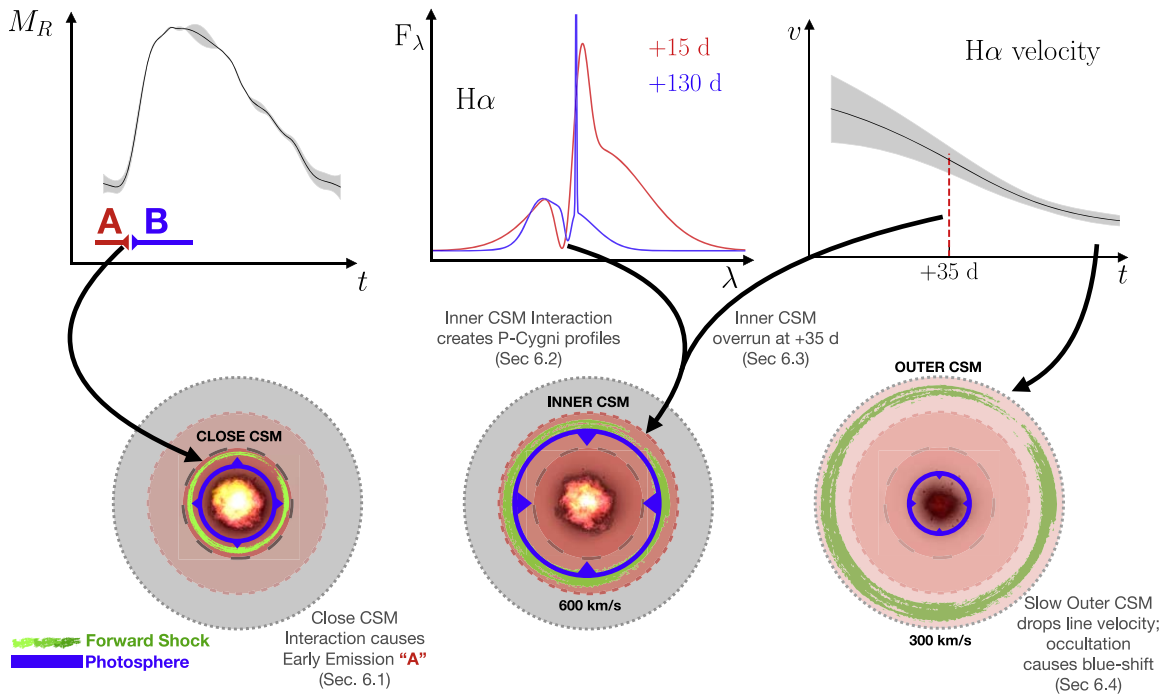 M_R
A B
t
F_λ
Hα
+15 d
+130 d
λ
v
Hα velocity
+35 d
t
Inner CSM Interaction
creates P-Cygni profiles
(Sec 6.2)
Inner CSM
overrun at +35 d
(Sec 6.3)
CLOSE CSM
INNER CSM
OUTER CSM
600 km/s
300 km/s
Close CSM
Interaction causes
Early Emission “A”
(Sec. 6.1)
Slow Outer CSM
drops line velocity;
occultation
causes blue-shift
(Sec 6.4)
Forward Shock
Photosphere